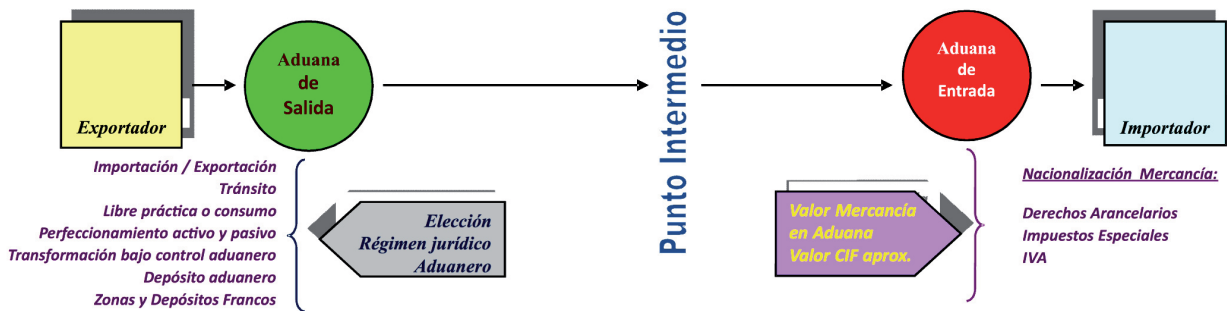 Exportador
Aduana
de
Salida
Punto Intermedio
Aduana
de
Entrada
Importador
Importación / Exportación
Tránsito
Libre práctica o consumo
Perfeccionamiento activo y pasivo
Transformación bajo control aduanero
Depósito aduanero
Zonas y Depósitos Francos
Elección
Régimen jurídico
Aduanero
Valor Mercancía
en Aduana
Valor CIF aprox.
Nacionalización Mercancía:
Derechos Arancelarios
Impuestos Especiales
IVA